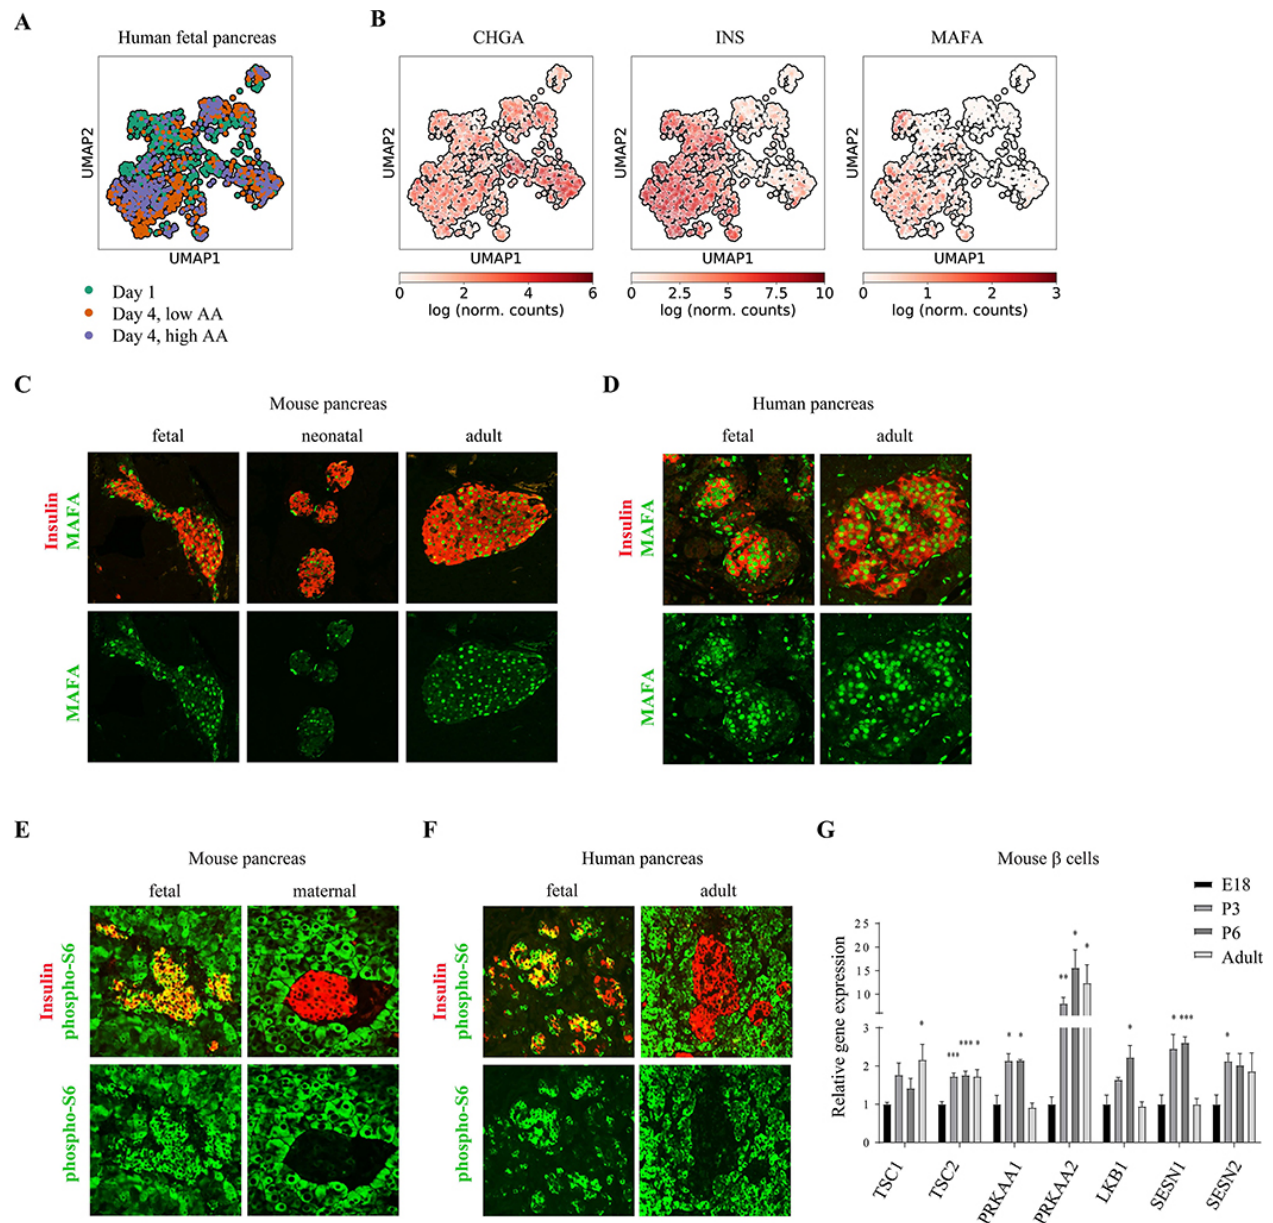 A
Human fetal pancreas
UMAP2
UMAP1
Day 1
Day 4, low AA
Day 4, high AA
B
CHGA
INS
MAFA
UMAP2
UMAP2
UMAP2
UMAP1
UMAP1
UMAP1
0 2 4 6
0 2.5 5 7.5 10
0 1 2 3
log (norm. counts)
log (norm. counts)
log (norm. counts)
C
Mouse pancreas
fetal
neonatal
adult
Insulin
MAFA
MAFA
D
Human pancreas
fetal
adult
Insulin
MAFA
MAFA
E
Mouse pancreas
fetal
maternal
Insulin
phospho-S6
phospho-S6
F
Human pancreas
fetal
adult
Insulin
phospho-S6
phospho-S6
G
Mouse β cells
E18
P3
P6
Adult
Relative gene expression
25
20
15
10
3
2
1
0
* *** *** * * * ** * * * * *** *
TSC1
TSC2
PRKAA1
PRKAA2
LKB1
SESN1
SESN2